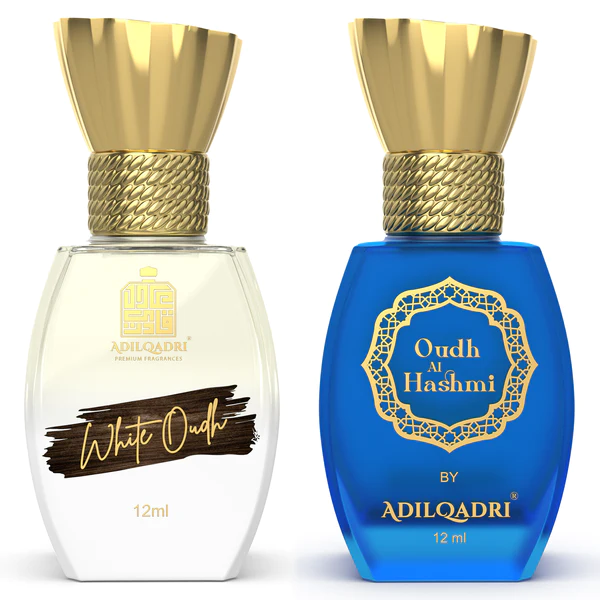 ADILQADRI®
PREMIUM FRAGRANCES
White Oudh
12ml
Oudh
Al
Hashmi
BY
ADILQADRI®
12 ml